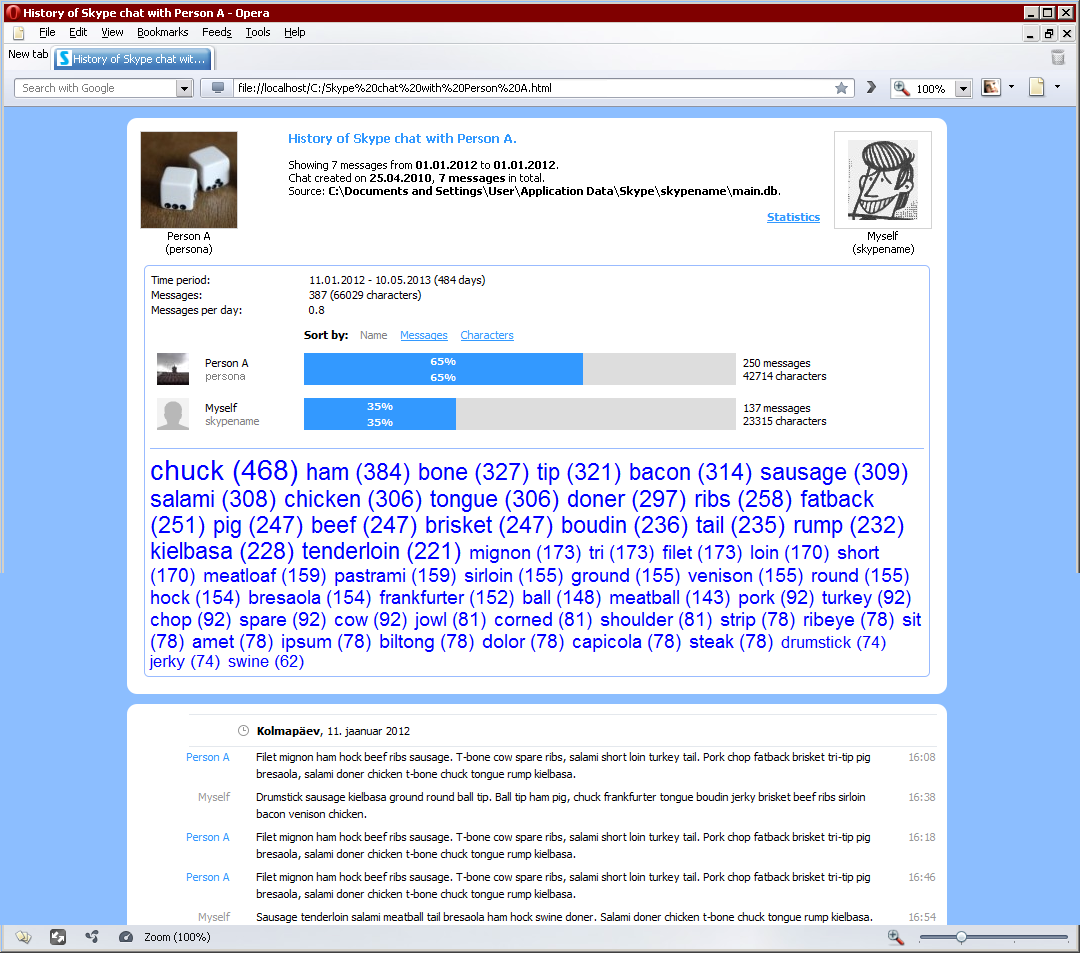 History of Skype chat with Person A - Opera
File Edit View Bookmarks Feeds Tools Help
New tab
History of Skype chat wit...
Search with Google
file://localhost/C:/Skype%20chat%20with%20Person%20A.html
100%
History of Skype chat with Person A.
Showing 7 messages from 01.01.2012 to 01.01.2012.
Chat created on 25.04.2010, 7 messages in total.
Source: C:\Documents and Settings\User\Application Data\Skype\skypename\main.db.
Statistics
Person A
(persona)
Myself
(skypename)
Time period: 11.01.2012 - 10.05.2013 (484 days)
Messages: 387 (66029 characters)
Messages per day: 0.8
Sort by: Name Messages Characters
Person A
persona
65%
65%
250 messages
42714 characters
Myself
skypename
35%
35%
137 messages
23315 characters
chuck (468) ham (384) bone (327) tip (321) bacon (314) sausage (309)
salami (308) chicken (306) tongue (306) doner (297) ribs (258) fatback
(251) pig (247) beef (247) brisket (247) boudin (236) tail (235) rump (232)
kielbasa (228) tenderloin (221) mignon (173) tri (173) filet (173) loin (170) short
(170) meatloaf (159) pastrami (159) sirloin (155) ground (155) venison (155) round (155)
hock (154) bresaola (154) frankfurter (152) ball (148) meatball (143) pork (92) turkey (92)
chop (92) spare (92) cow (92) jowl (81) corned (81) shoulder (81) strip (78) ribeye (78) sit
(78) amet (78) ipsum (78) biltong (78) dolor (78) capicola (78) steak (78) drumstick (74)
jerky (74) swine (62)
Kolmapäev, 11. jaanuar 2012
Person A Filet mignon ham hock beef ribs sausage. T-bone cow spare ribs, salami short loin turkey tail. Pork chop fatback brisket tri-tip pig 16:08
bresaola, salami doner chicken t-bone chuck tongue rump kielbasa.
Myself Drumstick sausage kielbasa ground round ball tip. Ball tip ham pig, chuck frankfurter tongue boudin jerky brisket beef ribs sirloin 16:38
bacon venison chicken.
Person A Filet mignon ham hock beef ribs sausage. T-bone cow spare ribs, salami short loin turkey tail. Pork chop fatback brisket tri-tip pig 16:18
bresaola, salami doner chicken t-bone chuck tongue rump kielbasa.
Person A Filet mignon ham hock beef ribs sausage. T-bone cow spare ribs, salami short loin turkey tail. Pork chop fatback brisket tri-tip pig 16:46
bresaola, salami doner chicken t-bone chuck tongue rump kielbasa.
Myself Sausage tenderloin salami meatball tail bresaola ham hock swine doner. Salami doner chicken t-bone chuck tongue rump kielbasa. 16:54
Zoom (100%)